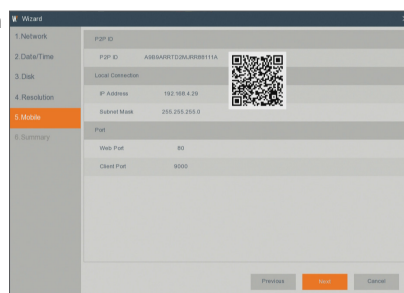 Wizard
1.Network
2.Date/Time
3.Disk
4.Resolution
5.Mobile
6.Summary
P2P ID
P2P ID
Local Connection
IP Address 192.168.4.29
Subnet Mask 255.255.255.0
Port
Web Port 80
Client Port 9000
Previous Next Cancel